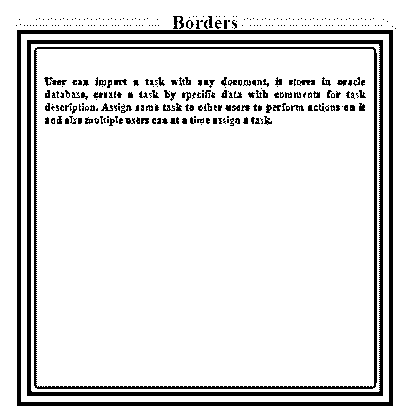 Borders
User can import a task with any document, it stores in oracle
database, create a task by specific data with comments for task
description. Assign same task to other users to perform actions on it
and also multiple users can at a time assign a task.